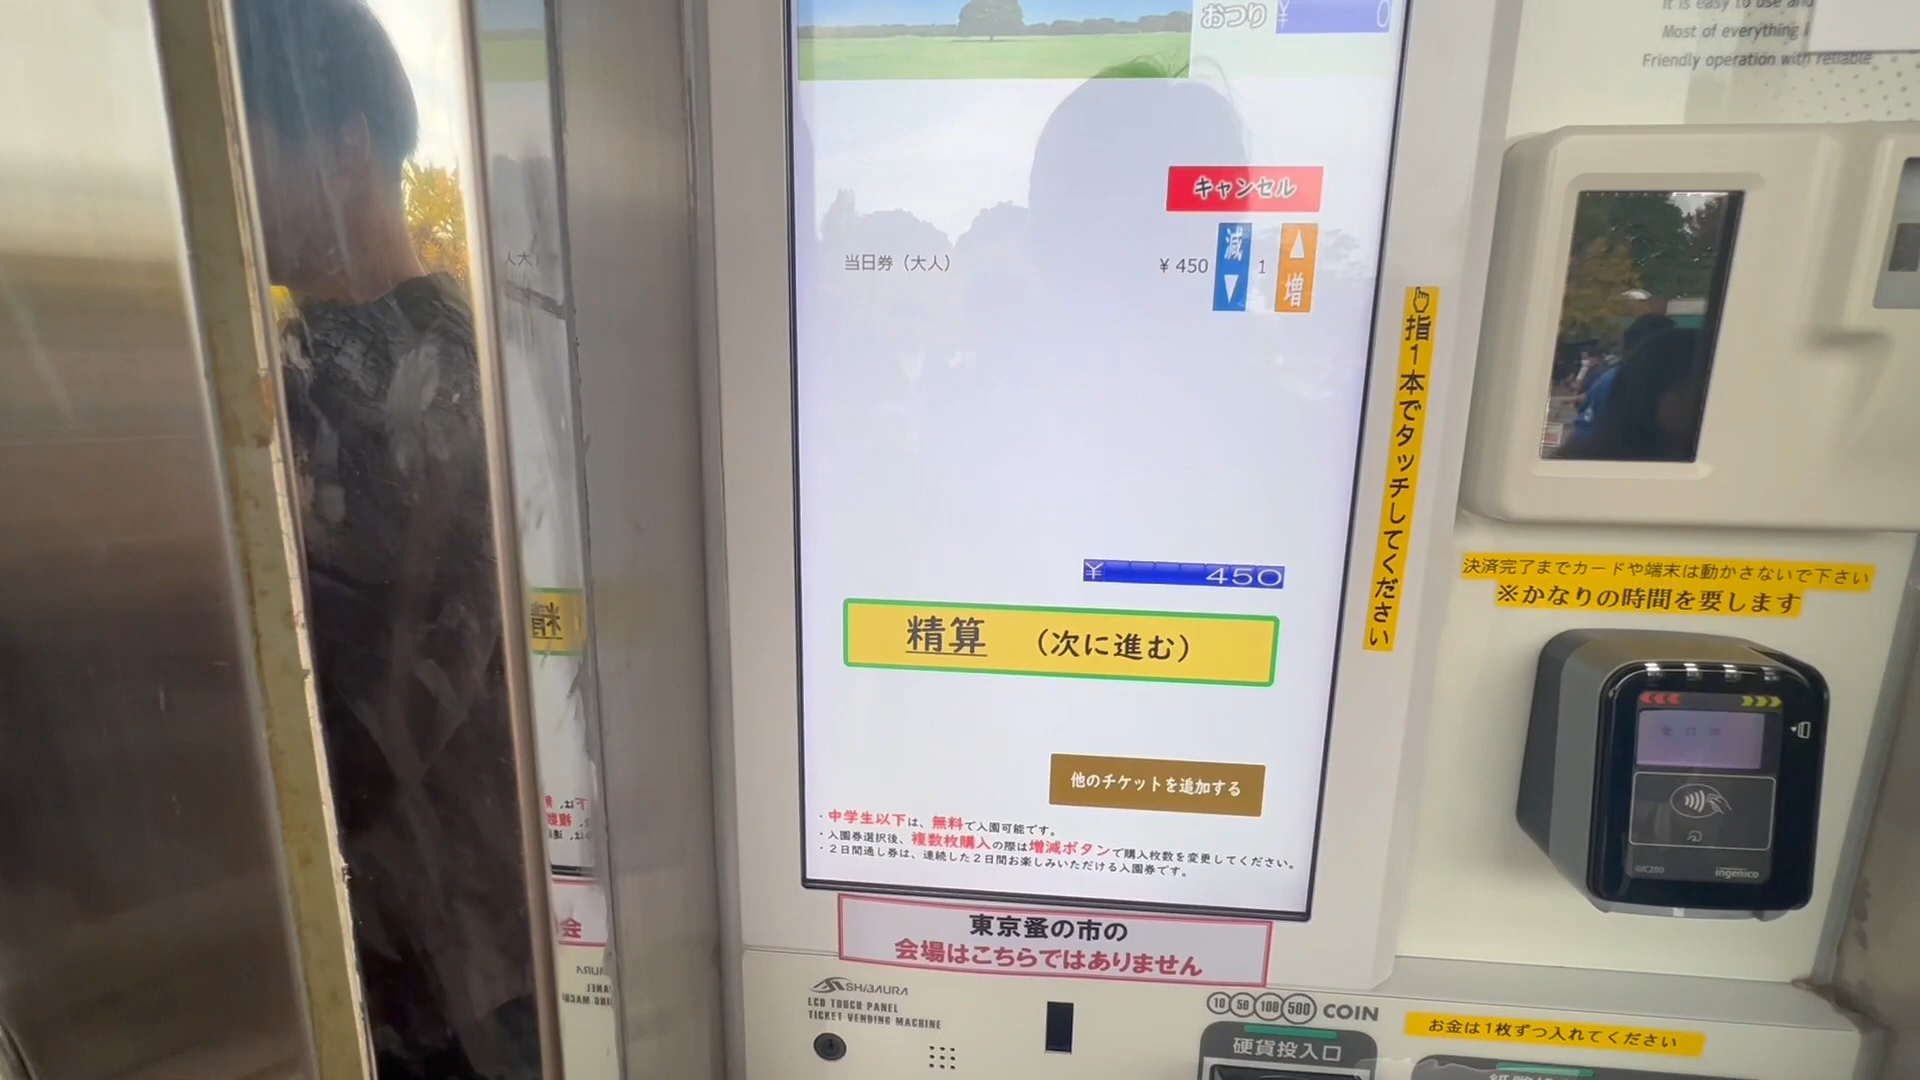 おつり ¥ 0
It is easy to use and
Most of everything i
Friendly operation with reliable
キャンセル
当日券（大人）
¥ 450
減
1
増
指1本でタッチしてください
¥ 450
精算 （次に進む）
他のチケットを追加する
・中学生以下は、無料で入園可能です。
・入園券選択後、複数枚購入の際は増減ボタンで購入枚数を変更してください。
・2日間通し券は、連続した2日間お楽しみいただける入園券です。
東京蚤の市の
会場はこちらではありません
決済完了までカードや端末は動かさないで下さい
※かなりの時間を要します
ingenico
SHIBAURA
LCD TOUCH PANEL
TICKET VENDING MACHINE
10 50 100 500 COIN
硬貨投入口
お金は1枚ずつ入れてください